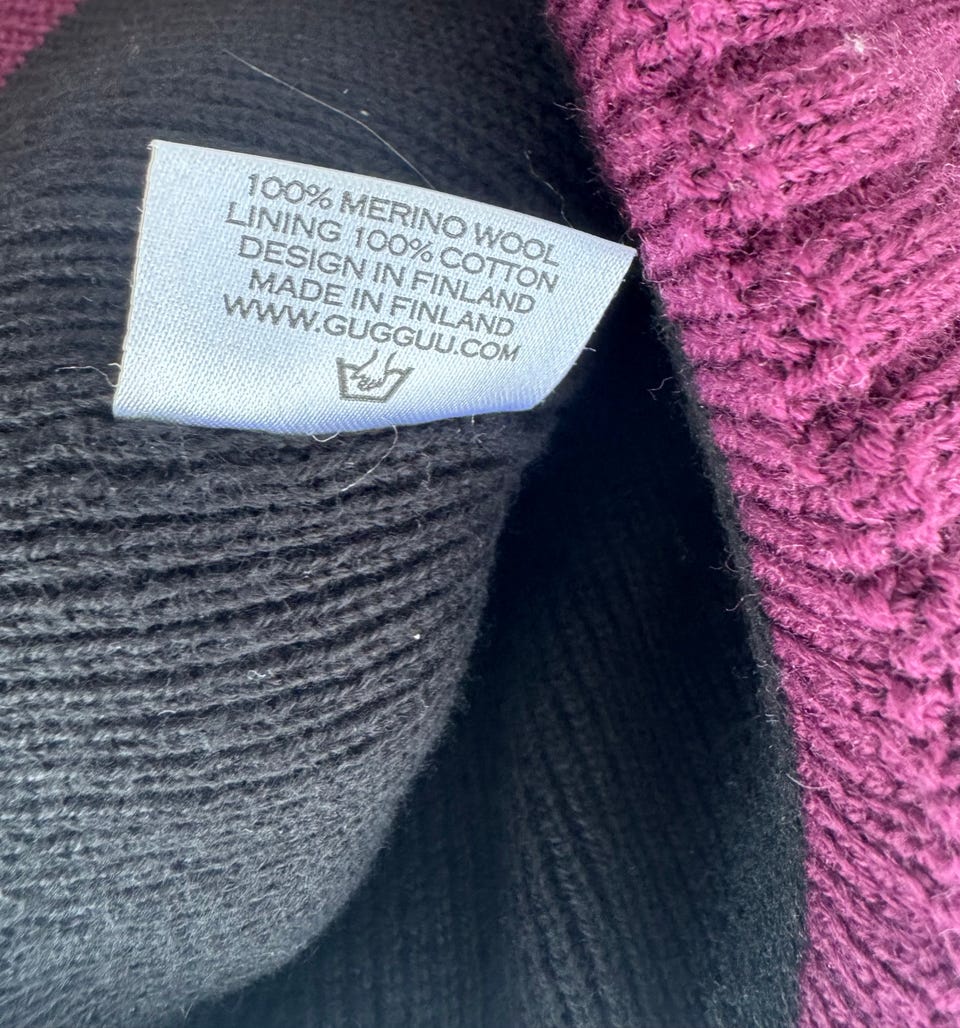 100% MERINO WOOL
LINING 100% COTTON
DESIGN IN FINLAND
MADE IN FINLAND
WWW.GUGGUU.COM